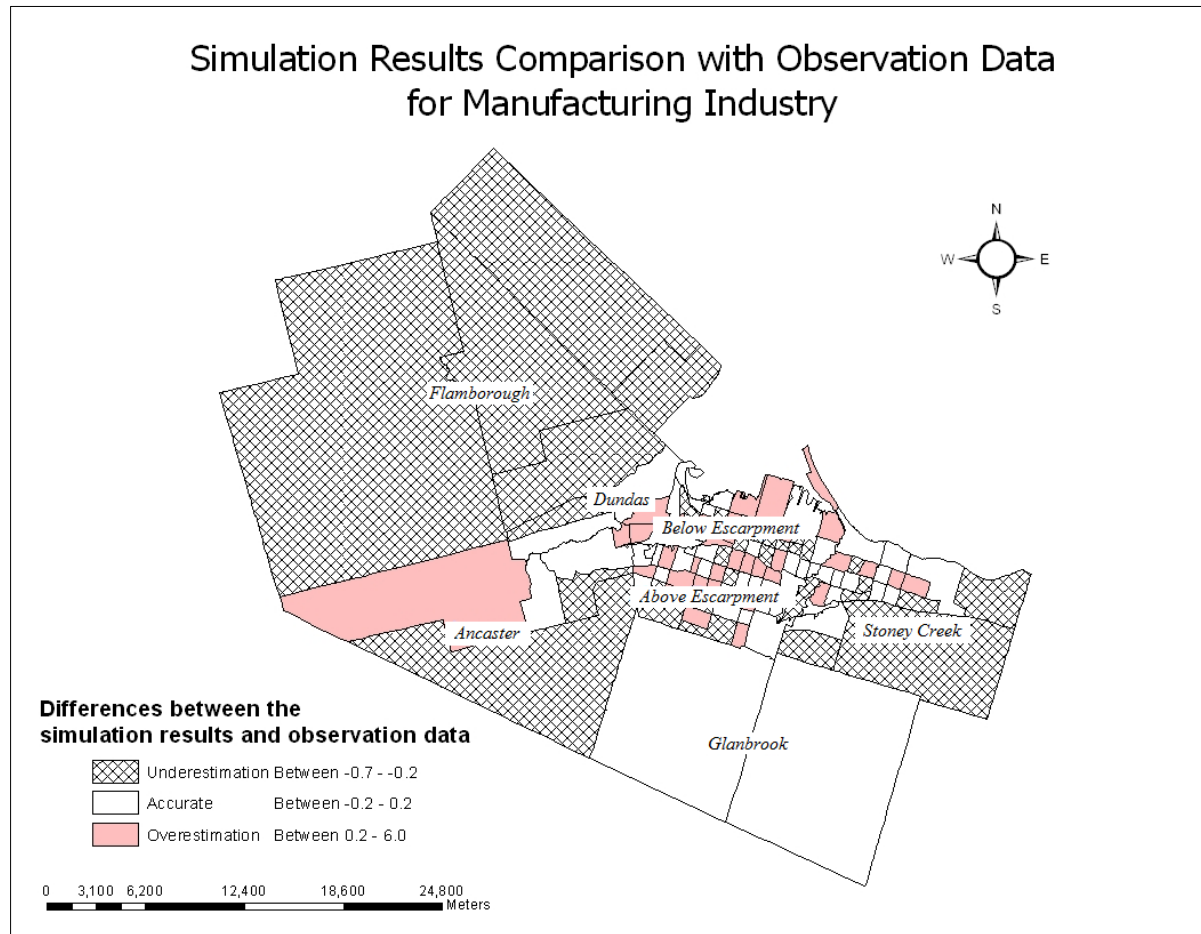 Simulation Results Comparison with Observation Data
for Manufacturing Industry
N
W
E
S
Flamborough
Dundas
Below Escarpment
Above Escarpment
Ancaster
Stoney Creek
Glanbrook
Differences between the
simulation results and observation data
Underestimation Between -0.7 - -0.2
Accurate Between -0.2 - 0.2
Overestimation Between 0.2 - 6.0
0 3,100 6,200 12,400 18,600 24,800
Meters